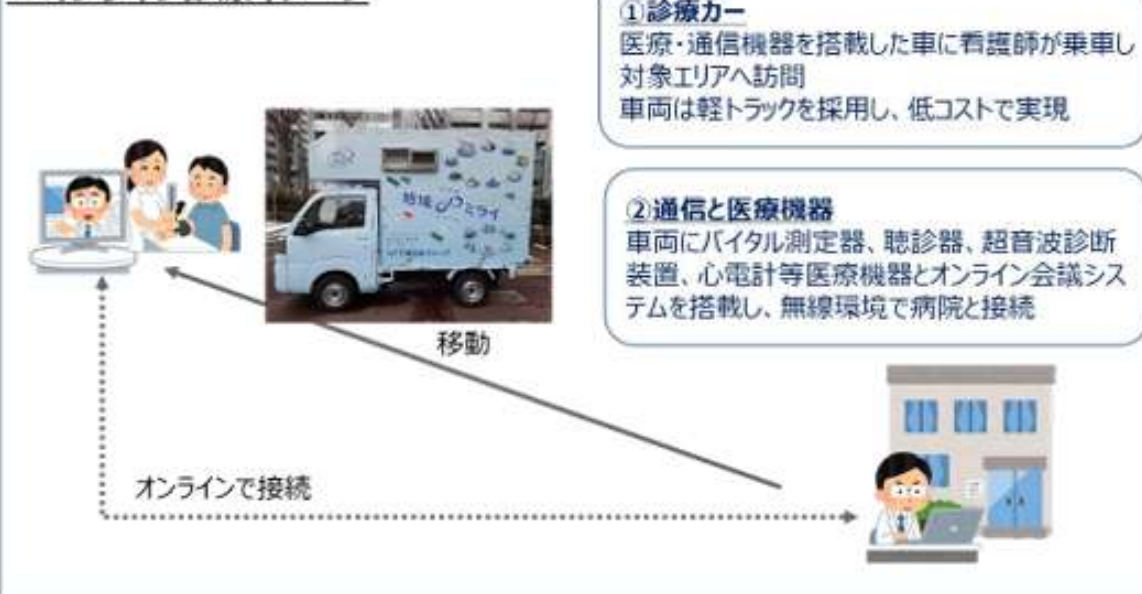 ①診療カー
医療・通信機器を搭載した車に看護師が乗車し
対象エリアへ訪問
車両は軽トラックを採用し、低コストで実現
②通信と医療機器
車両にバイタル測定器、聴診器、超音波診断
装置、心電計等医療機器とオンライン会議シス
テムを搭載し、無線環境で病院と接続
移動
オンラインで接続